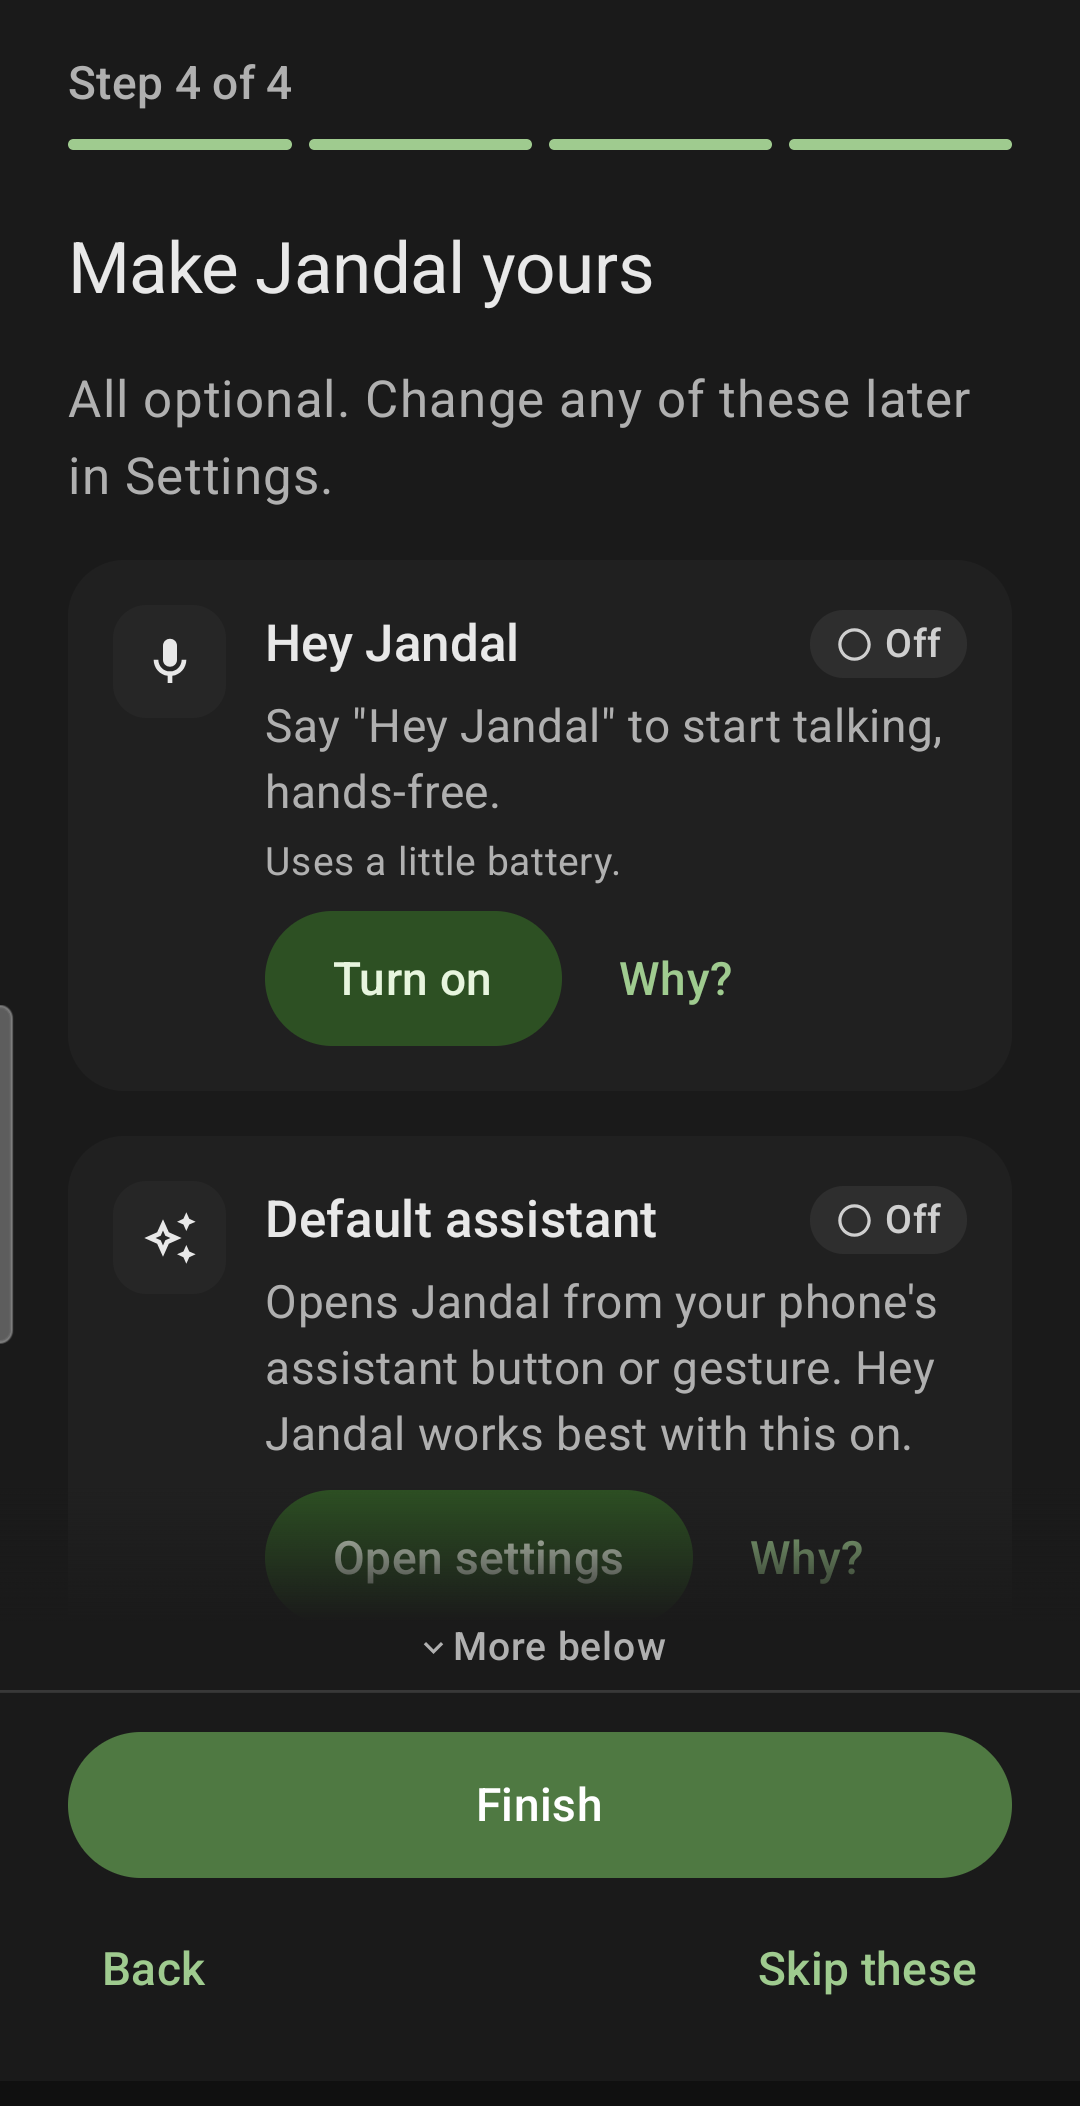 Step 4 of 4
Make Jandal yours
All optional. Change any of these later
in Settings.
Hey Jandal
Off
Say "Hey Jandal" to start talking,
hands-free.
Uses a little battery.
Turn on
Why?
Default assistant
Off
Opens Jandal from your phone's
assistant button or gesture. Hey
Jandal works best with this on.
Open settings
Why?
More below
Finish
Back
Skip these